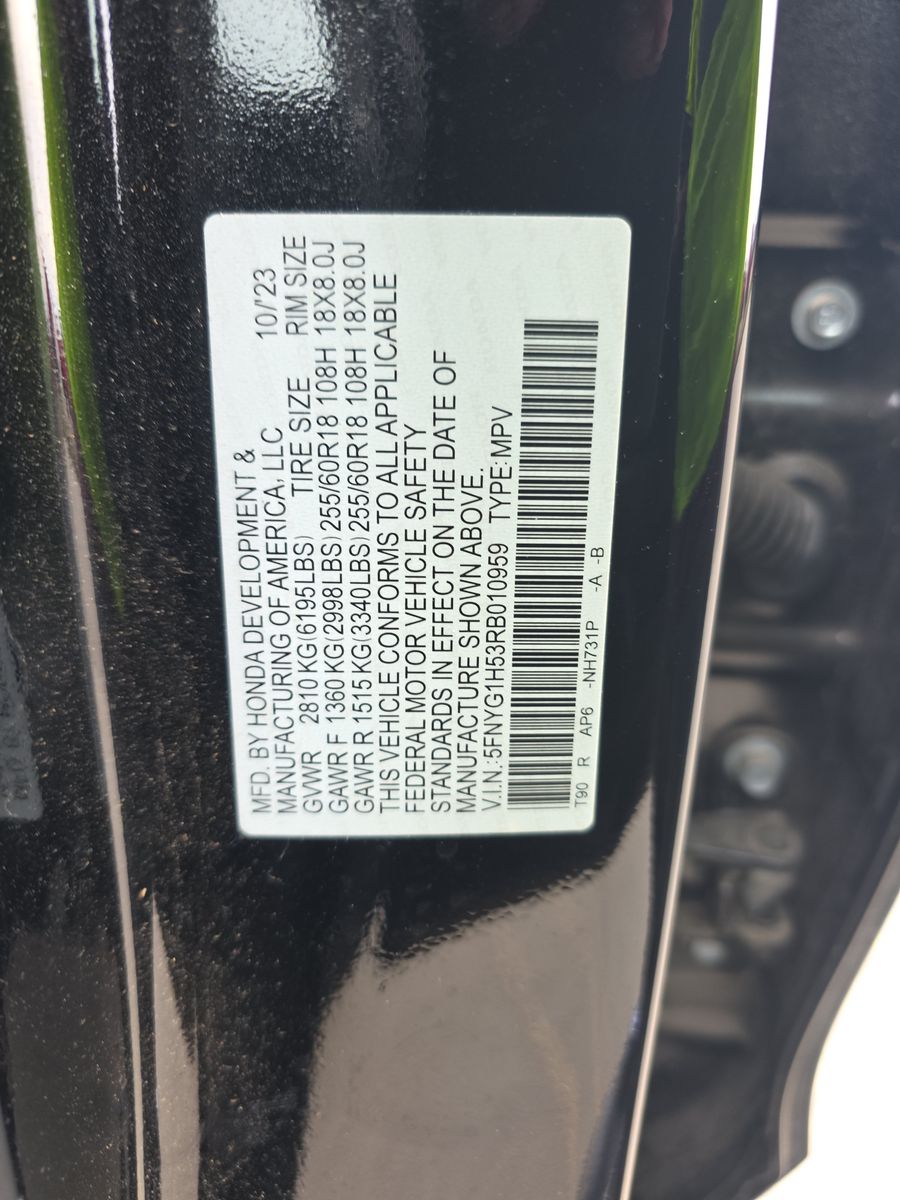 MFD. BY HONDA DEVELOPMENT & 10/'23
MANUFACTURING OF AMERICA, LLC
GVWR 2810 KG(6195LBS) TIRE SIZE RIM SIZE
GAWR F 1360 KG(2998LBS) 255/60R18 108H 18X8.0J
GAWR R 1515 KG(3340LBS) 255/60R18 108H 18X8.0J
THIS VEHICLE CONFORMS TO ALL APPLICABLE
FEDERAL MOTOR VEHICLE SAFETY
STANDARDS IN EFFECT ON THE DATE OF
MANUFACTURE SHOWN ABOVE.
V.I.N.:5FNYG1H53RB010959 TYPE:MPV
T90 R AP6 -NH731P -A -B